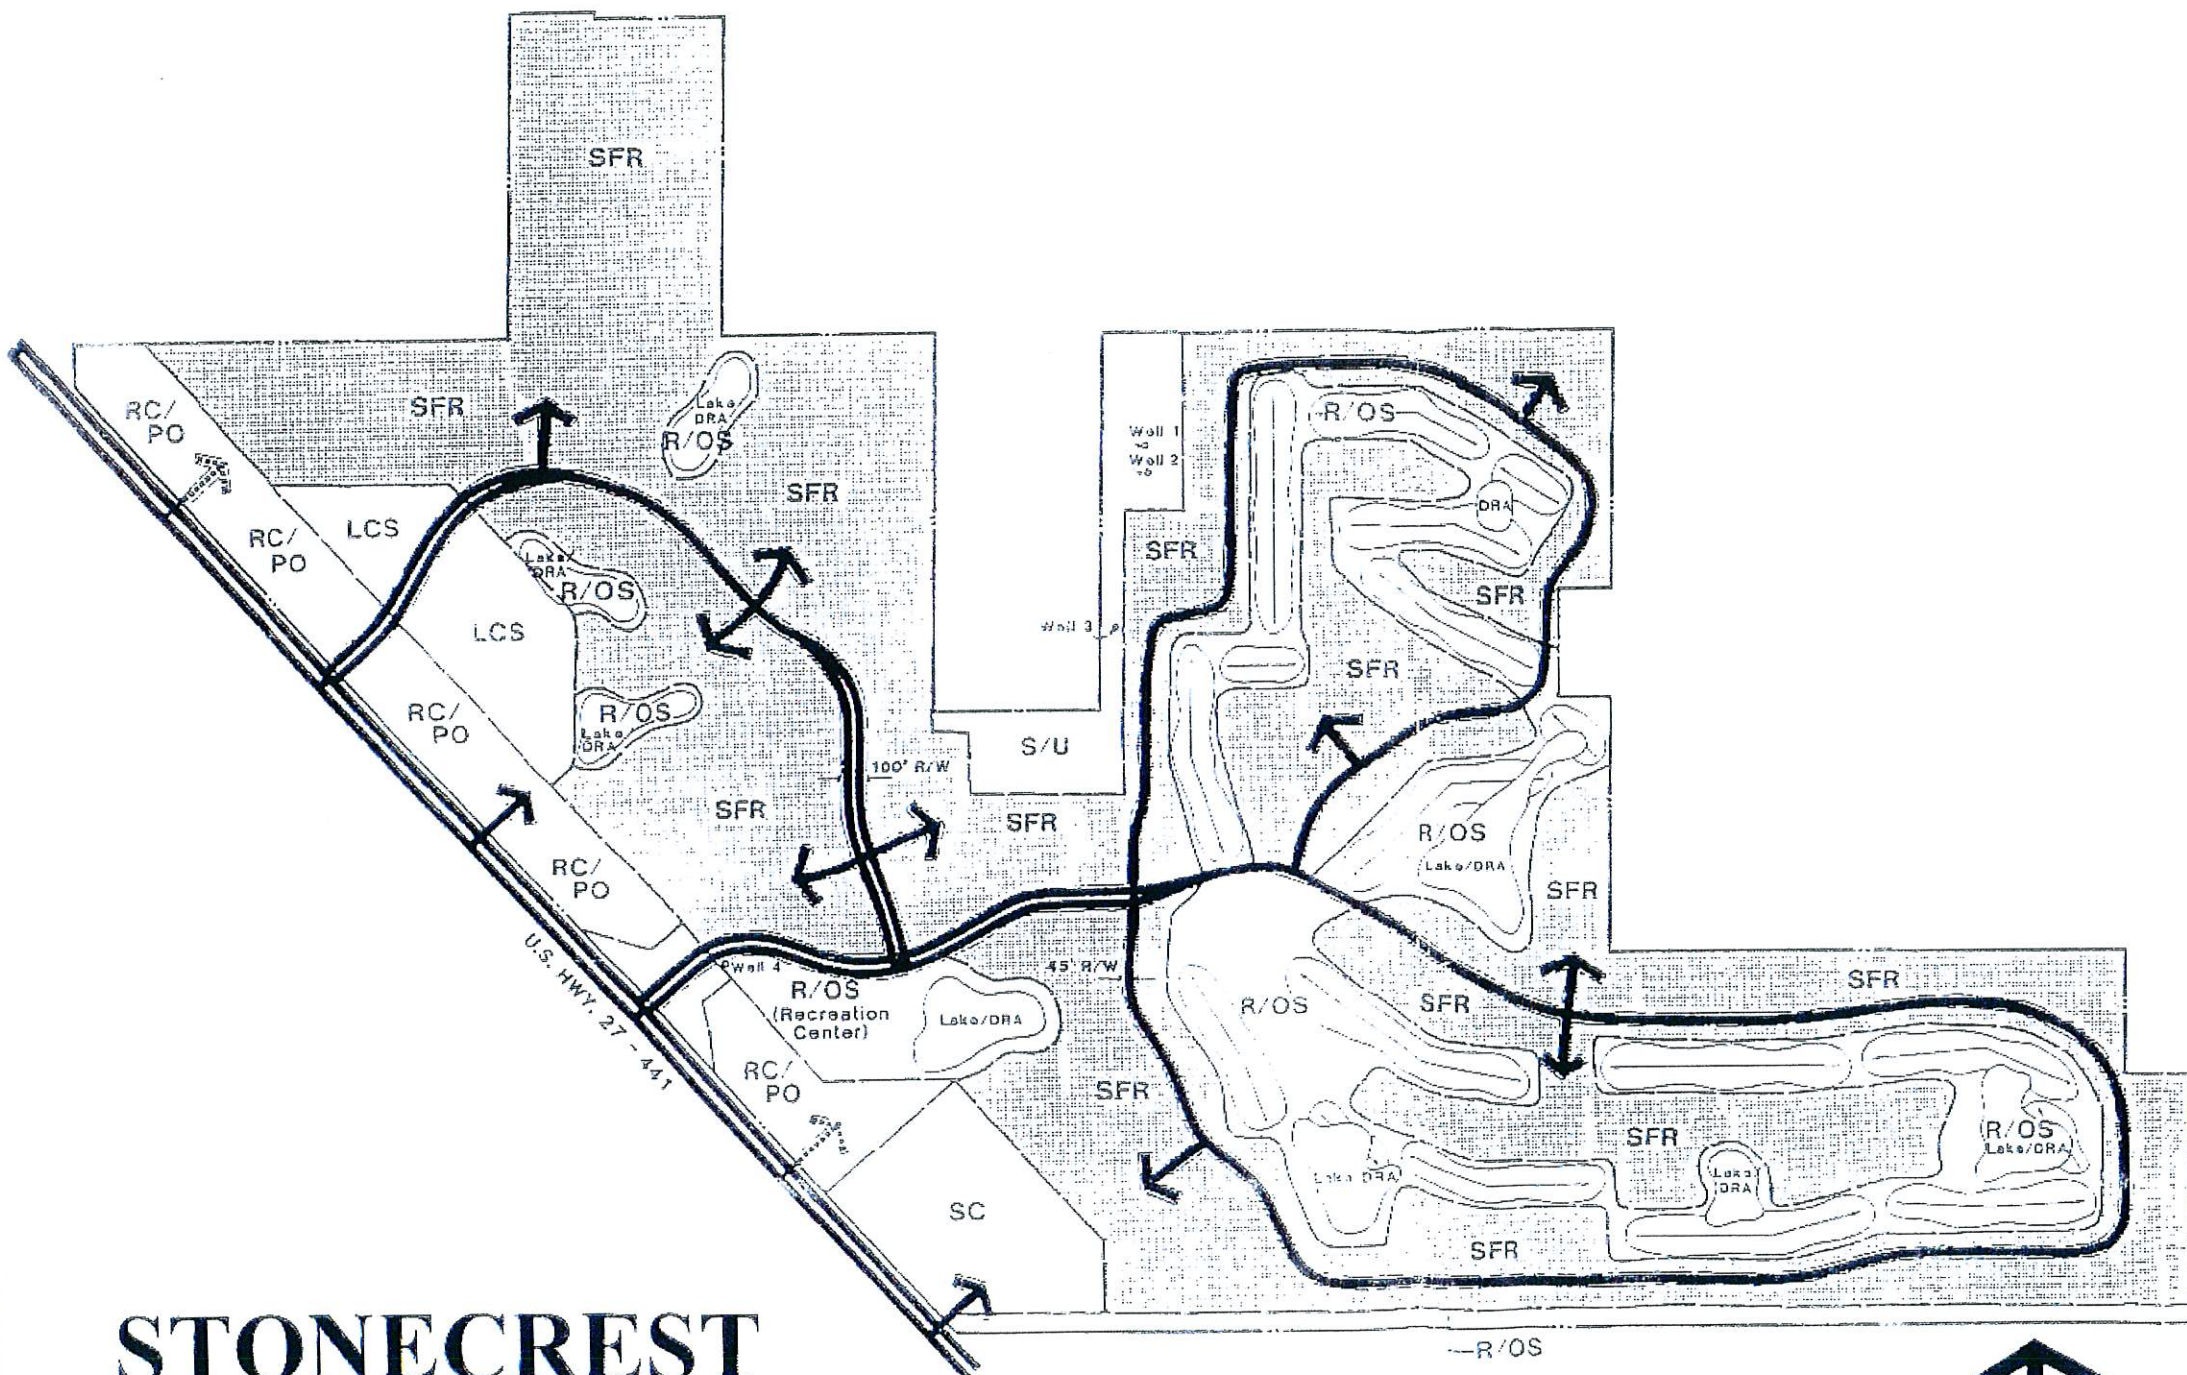 SFR
SFR
RC/
PO
Lake
DRA
R/OS
R/OS
Well 1
Well 2
SFR
DRA
RC/
PO
LCS
SFR
Lake/
DRA
R/OS
SFR
LCS
Well 3
SFR
R/OS
Lake
DRA
RC/
PO
S/U
100' R/W
SFR
SFR
R/OS
Lake/DRA
RC/
PO
SFR
U.S. HWY. 27 - 441
Well 4
45' R/W
SFR
R/OS
(Recreation
Center)
Lake/DRA
R/OS
SFR
RC/
PO
SFR
SFR
R/OS
Lake/DRA
Lake DRA
Lake
DRA
SC
SFR
STONECREST
R/OS